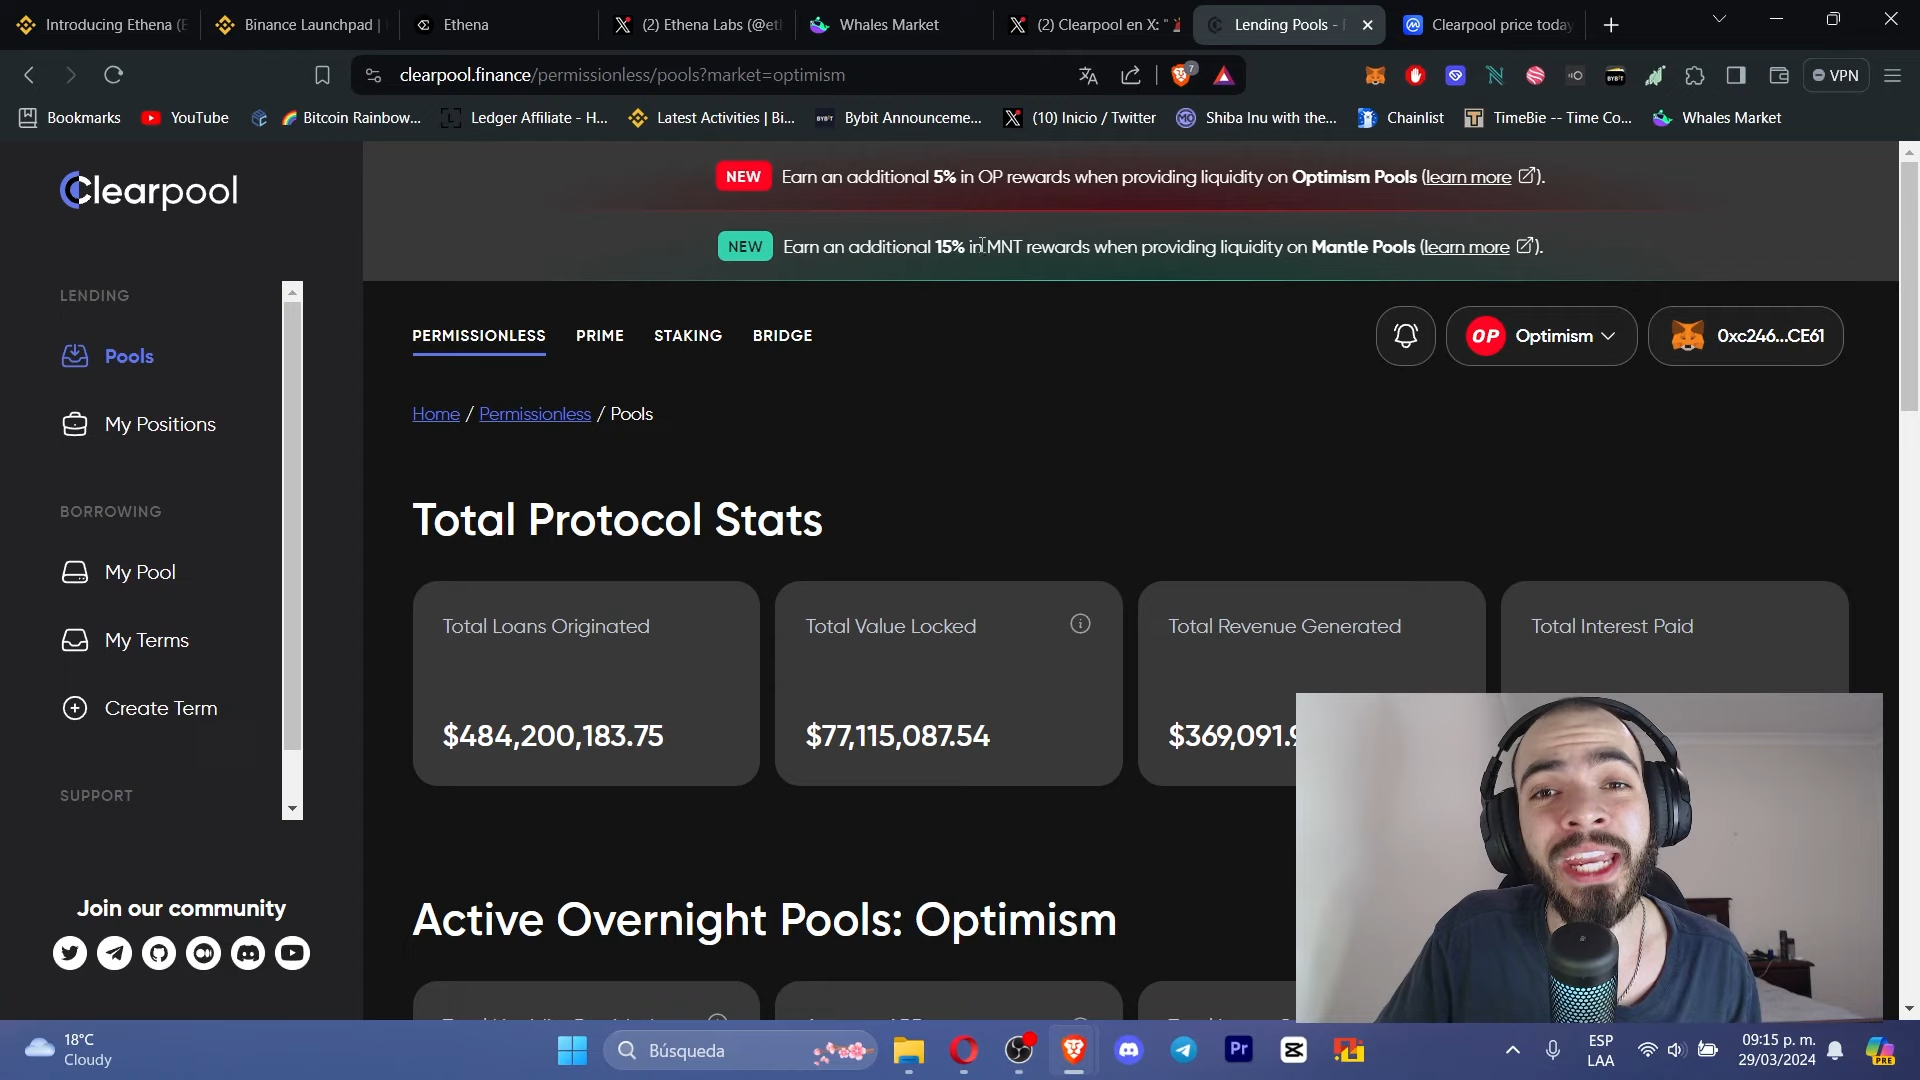 Introducing Ethena (E
Binance Launchpad |
Ethena
(2) Ethena Labs (@et
Whales Market
(2) Clearpool en X: "
Lending Pools -
Clearpool price today
clearpool.finance/permissionless/pools?market=optimism
7
VPN
Bookmarks
YouTube
Bitcoin Rainbow...
Ledger Affiliate - H...
Latest Activities | Bi...
Bybit Announceme...
(10) Inicio / Twitter
Shiba Inu with the...
Chainlist
TimeBie -- Time Co...
Whales Market
Clearpool
NEW Earn an additional 5% in OP rewards when providing liquidity on Optimism Pools (learn more ).
NEW Earn an additional 15% in MNT rewards when providing liquidity on Mantle Pools (learn more ).
LENDING
Pools
My Positions
BORROWING
My Pool
My Terms
Create Term
SUPPORT
Join our community
PERMISSIONLESS
PRIME
STAKING
BRIDGE
OP Optimism
0xc246...CE61
Home / Permissionless / Pools
Total Protocol Stats
Total Loans Originated
$484,200,183.75
Total Value Locked
$77,115,087.54
Total Revenue Generated
$369,091.9
Total Interest Paid
Active Overnight Pools: Optimism
18°C
Cloudy
Búsqueda
Pr
ESP
LAA
09:15 p. m.
29/03/2024
PRE